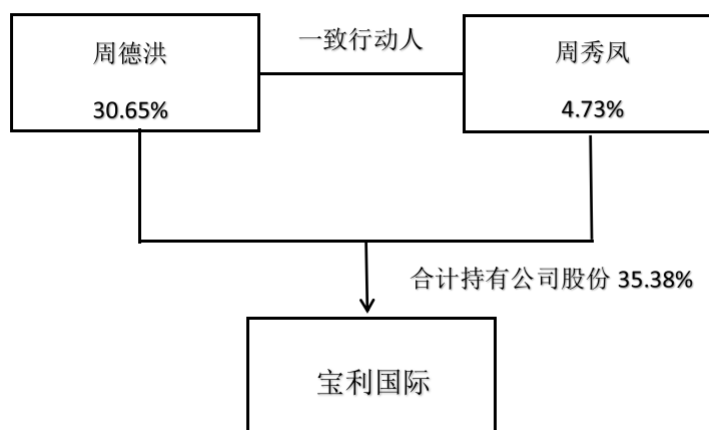 周德洪
30.65%
一致行动人
周秀凤
4.73%
合计持有公司股份 35.38%
宝利国际